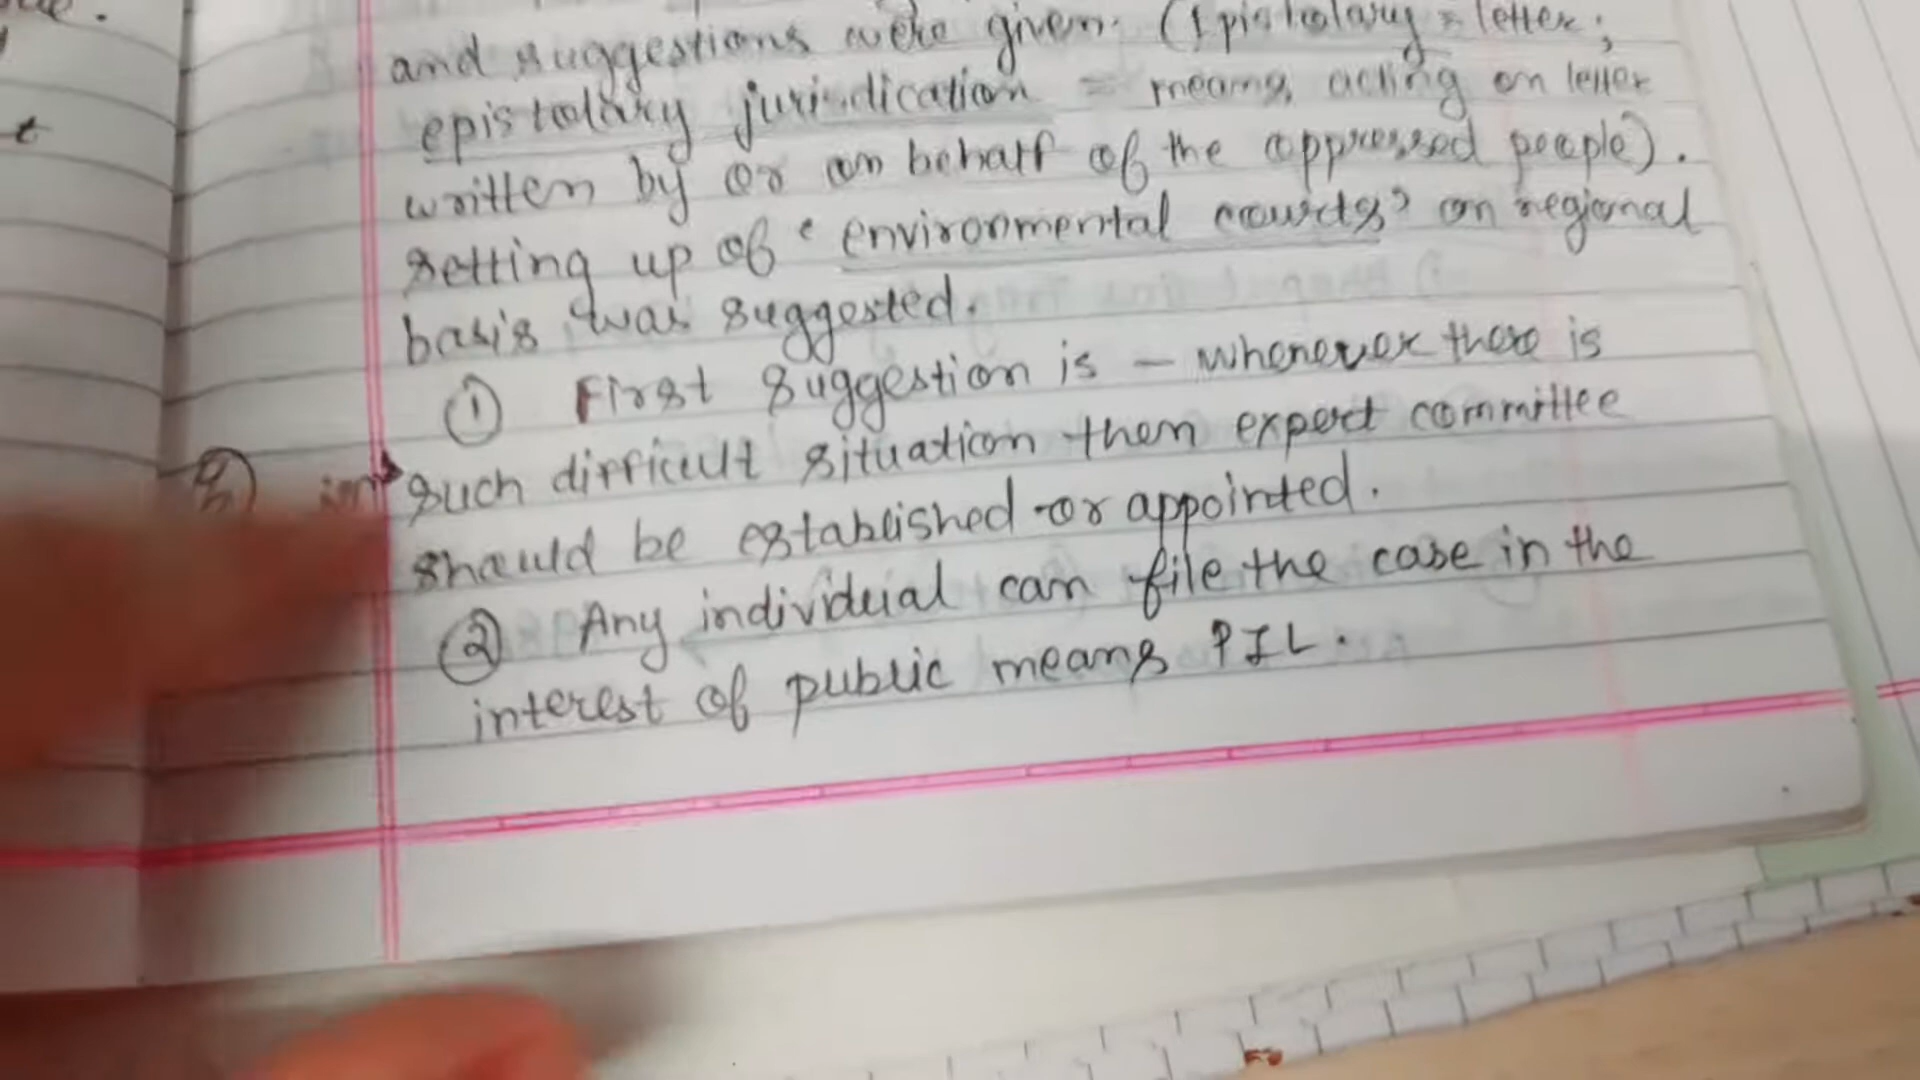 and suggestions were given. (Epistolary = letter;
epistolary jurisdication = means, acting on letter
written by or on behalf of the oppressed people).
setting up of 'environmental courts' on regional
basis was suggested.
① First suggestion is - whenever there is
such difficult situation then expert committee
should be established or appointed.
② Any individual can file the case in the
interest of public means PIL.